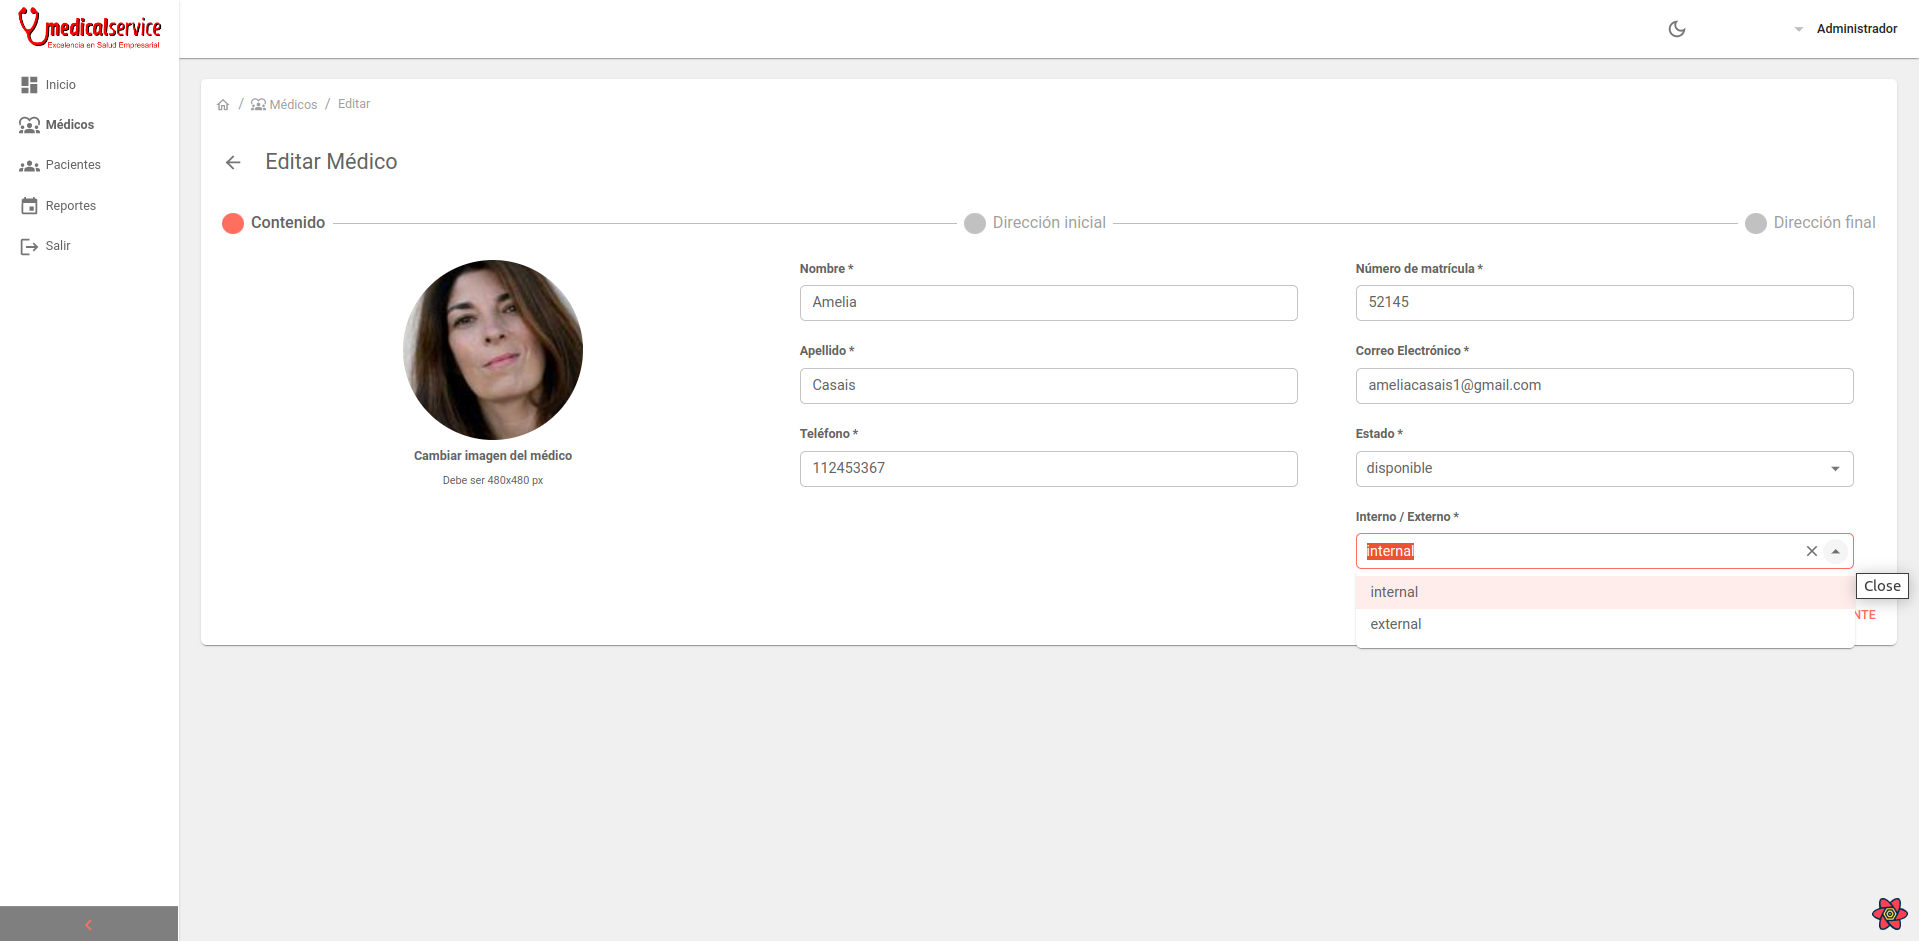 medicalservice
Excelencia en Salud Empresarial
Administrador
Inicio
Médicos
Pacientes
Reportes
Salir
/ Médicos / Editar
Editar Médico
Contenido
Dirección inicial
Dirección final
Cambiar imagen del médico
Debe ser 480x480 px
Nombre *
Amelia
Apellido *
Casais
Teléfono *
112453367
Número de matrícula *
52145
Correo Electrónico *
ameliacasais1@gmail.com
Estado *
disponible
Interno / Externo *
internal
internal
external
Close
NTE